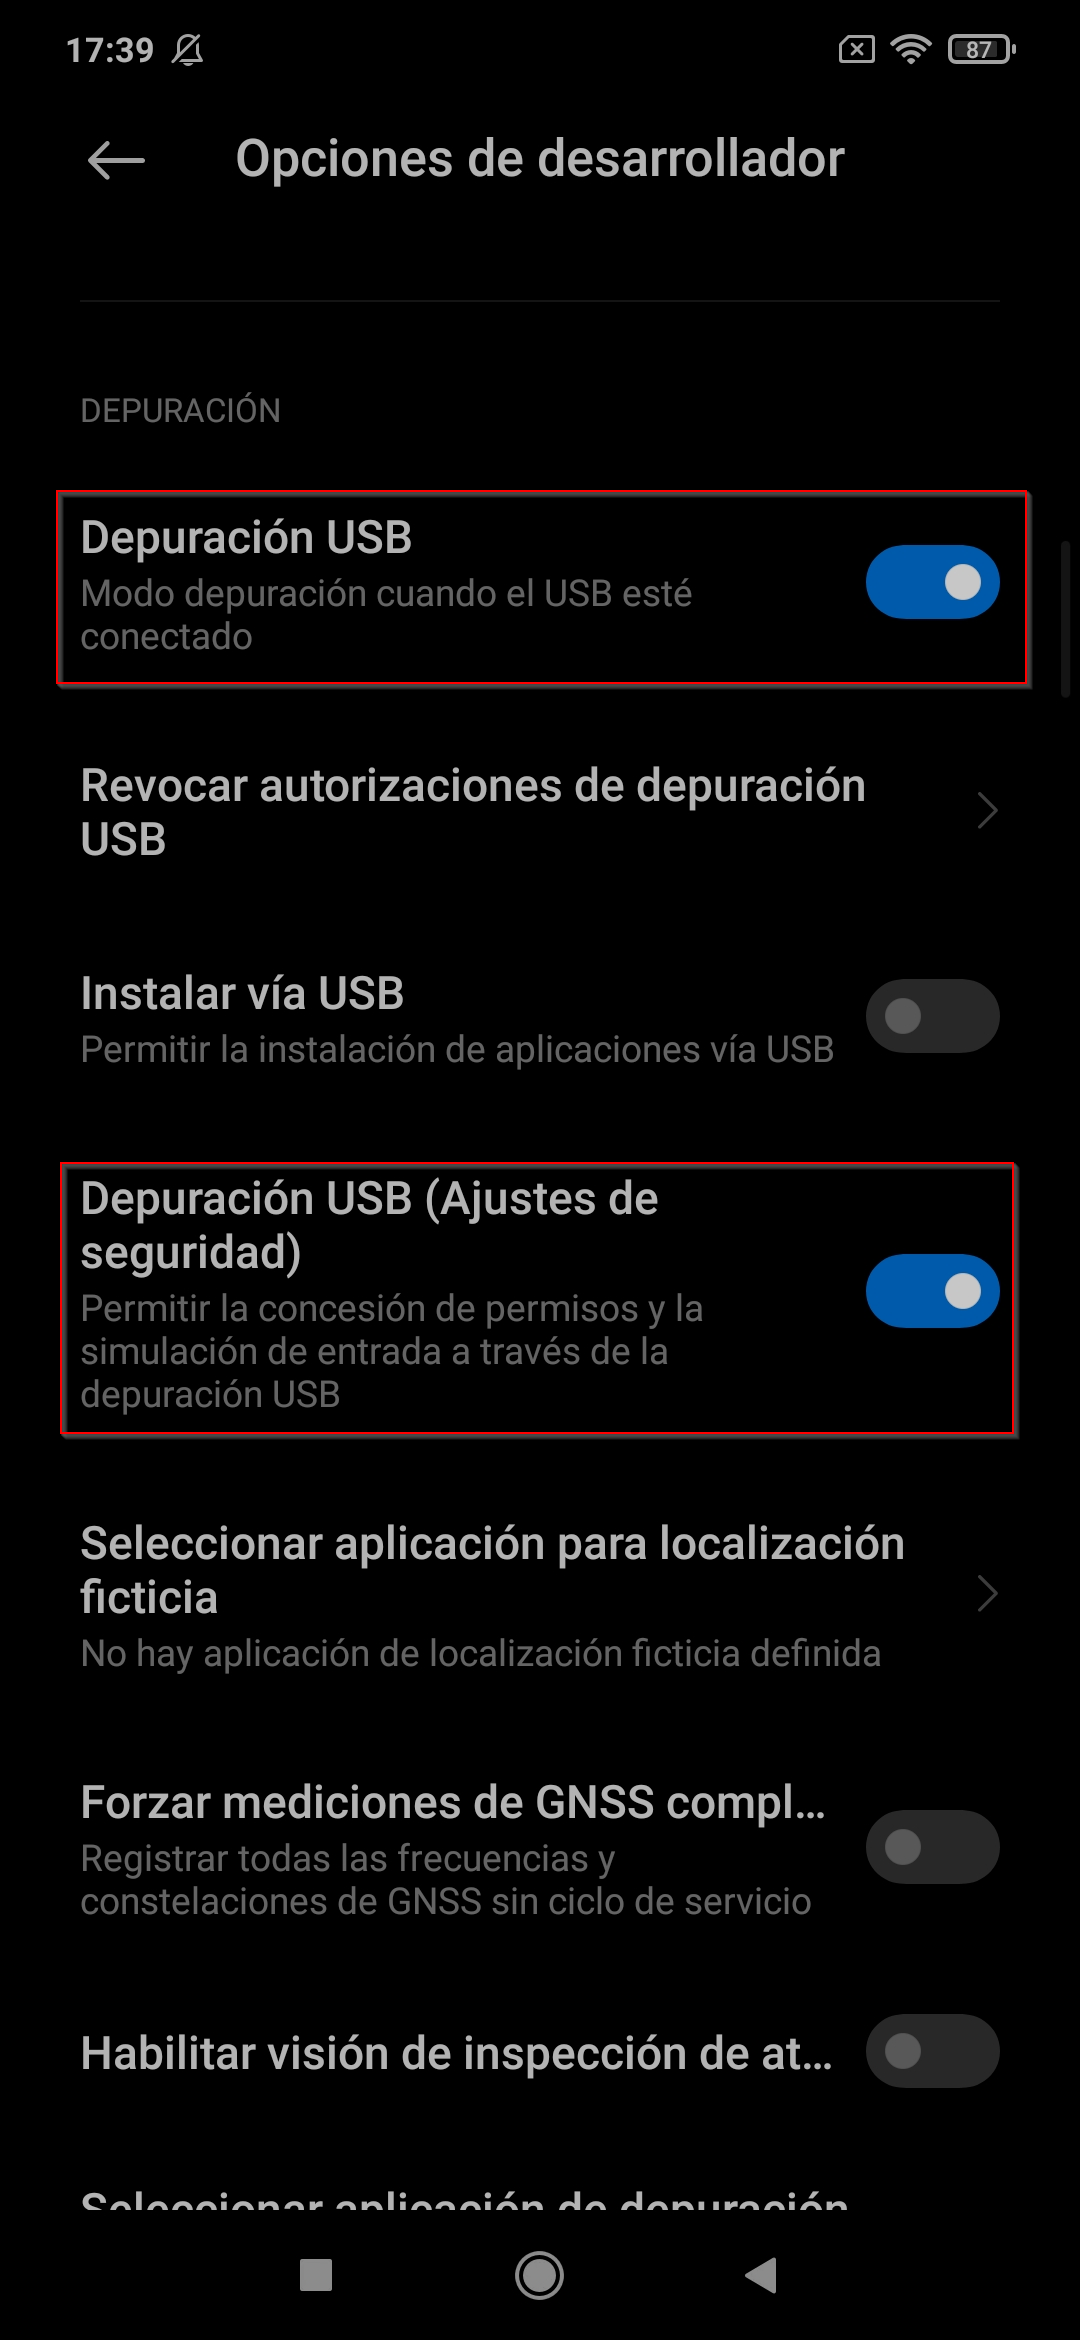 17:39
87
Opciones de desarrollador
DEPURACIÓN
Depuración USB
Modo depuración cuando el USB esté
conectado
Revocar autorizaciones de depuración
USB
Instalar vía USB
Permitir la instalación de aplicaciones vía USB
Depuración USB (Ajustes de
seguridad)
Permitir la concesión de permisos y la
simulación de entrada a través de la
depuración USB
Seleccionar aplicación para localización
ficticia
No hay aplicación de localización ficticia definida
Forzar mediciones de GNSS compl...
Registrar todas las frecuencias y
constelaciones de GNSS sin ciclo de servicio
Habilitar visión de inspección de at...
Seleccionar aplicación de depuración